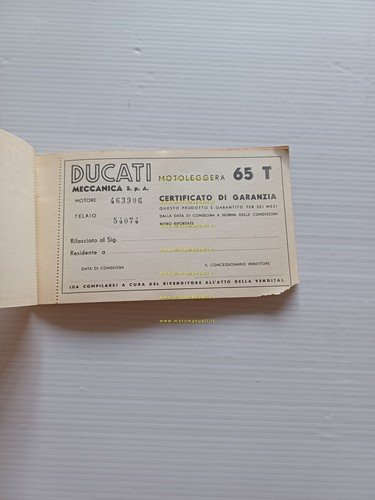 DUCATI
MECCANICA S. p. A.
MOTOLEGGERA 65 T
MOTORE 463906
CERTIFICATO DI GARANZIA
QUESTO PRODOTTO È GARANTITO PER SEI MESI
TELAIO 54074
DALLA DATA DI CONSEGNA A NORMA DELLE CONDIZIONI
RETRO RIPORTATE
Rilasciato al Sig.
Residente a
DATA DI CONSEGNA
IL CONCESSIONARIO VENDITORE
(DA COMPILARSI A CURA DEL RIVENDITORE ALL'ATTO DELLA VENDITA)
www.motomanuali.it